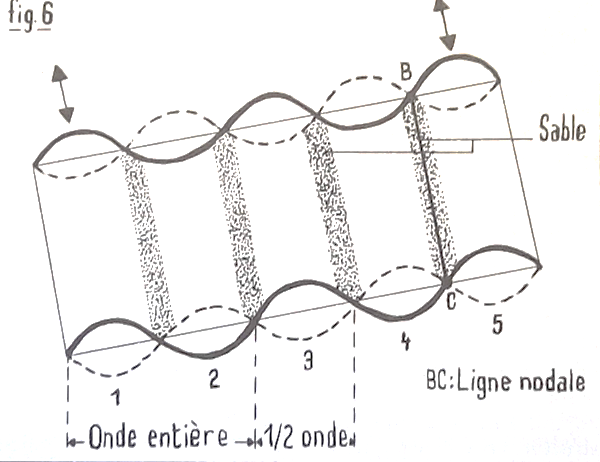 fig.6
B
Sable
C
1
2
3
4
5
BC:Ligne nodale
Onde entière
1/2 onde